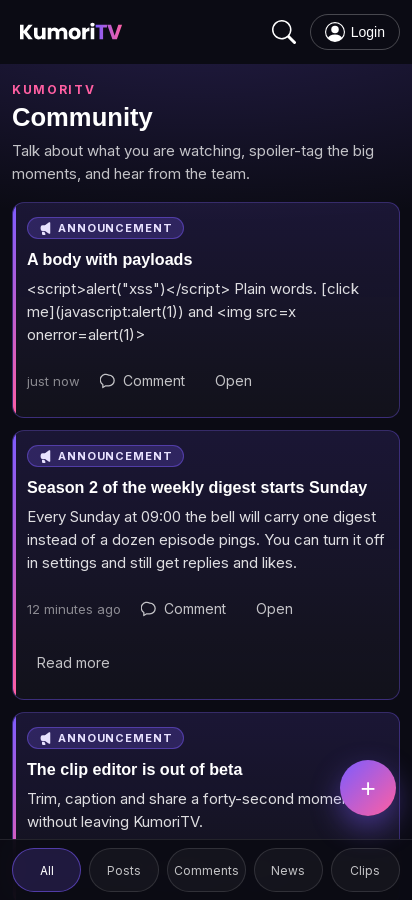 KumoriTV
Login
KUMORITV
Community
Talk about what you are watching, spoiler-tag the big
moments, and hear from the team.
ANNOUNCEMENT
A body with payloads
<script>alert("xss")</script> Plain words. [click
me](javascript:alert(1)) and <img src=x
onerror=alert(1)>
just now Comment Open
ANNOUNCEMENT
Season 2 of the weekly digest starts Sunday
Every Sunday at 09:00 the bell will carry one digest
instead of a dozen episode pings. You can turn it off
in settings and still get replies and likes.
12 minutes ago Comment Open
Read more
ANNOUNCEMENT
The clip editor is out of beta
Trim, caption and share a forty-second
without leaving KumoriTV.
+
All Posts Comments News Clips